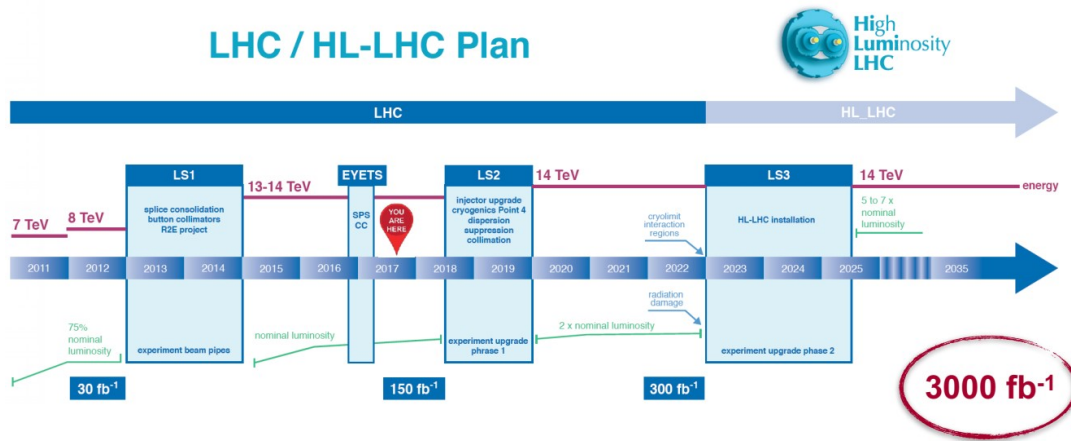 LHC / HL-LHC Plan
High
Luminosity
LHC
LHC
HL_LHC
LS1
EYETS
LS2
LS3
7 TeV
8 TeV
13-14 TeV
14 TeV
14 TeV
energy
splice consolidation
button collimators
R2E project
SPS
CC
YOU
ARE
HERE
injector upgrade
cryogenics Point 4
dispersion
suppression
collimation
cryolimit
interaction
regions
HL-LHC installation
5 to 7 x
nominal
luminosity
2011 2012 2013 2014 2015 2016 2017 2018 2019 2020 2021 2022 2023 2024 2025 2035
75%
nominal
luminosity
experiment beam pipes
nominal luminosity
experiment upgrade
phrase 1
2 x nominal luminosity
radiation
damage
experiment upgrade phase 2
30 fb⁻¹
150 fb⁻¹
300 fb⁻¹
3000 fb⁻¹